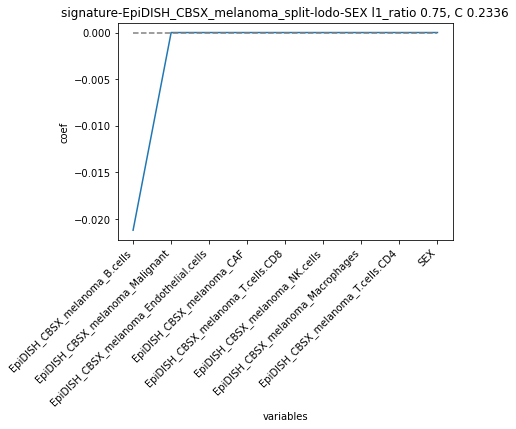 signature-EpiDISH_CBSX_melanoma_split-lodo-SEX l1_ratio 0.75, C 0.2336
0.000
−0.005
−0.010
−0.015
−0.020
coef
EpiDISH_CBSX_melanoma_B.cells
EpiDISH_CBSX_melanoma_Malignant
EpiDISH_CBSX_melanoma_Endothelial.cells
EpiDISH_CBSX_melanoma_CAF
EpiDISH_CBSX_melanoma_T.cells.CD8
EpiDISH_CBSX_melanoma_NK.cells
EpiDISH_CBSX_melanoma_Macrophages
EpiDISH_CBSX_melanoma_T.cells.CD4
SEX
variables